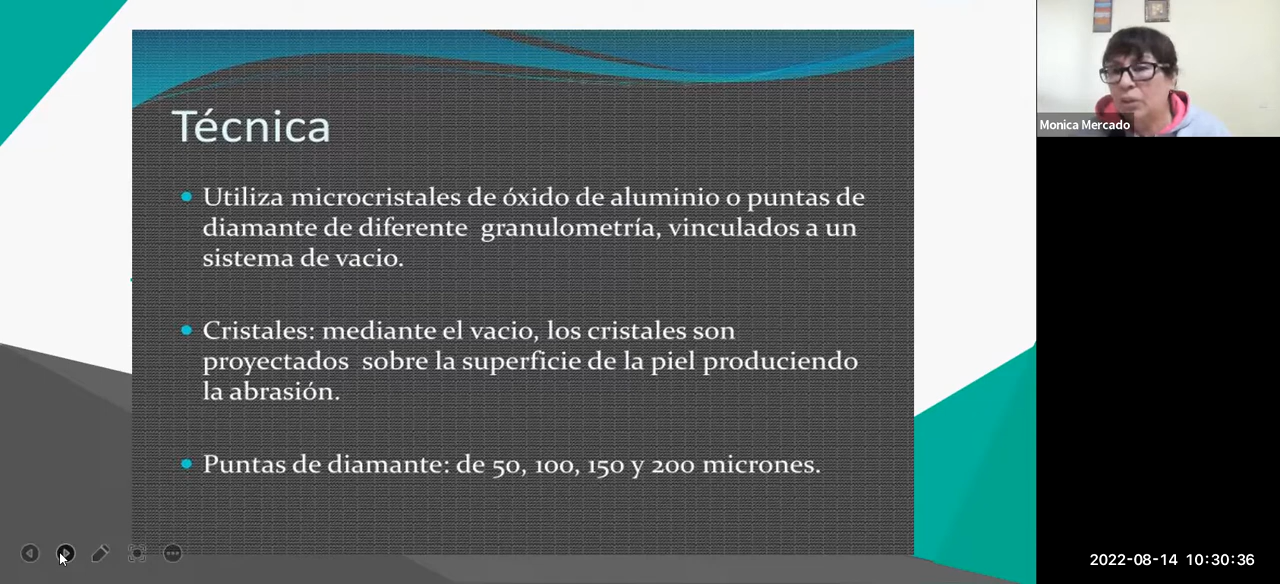 Técnica
Utiliza microcristales de óxido de aluminio o puntas de
diamante de diferente granulometría, vinculados a un
sistema de vacio.
Cristales: mediante el vacio, los cristales son
proyectados sobre la superficie de la piel produciendo
la abrasión.
Puntas de diamante: de 50, 100, 150 y 200 micrones.
Monica Mercado
2022-08-14 10:30:36